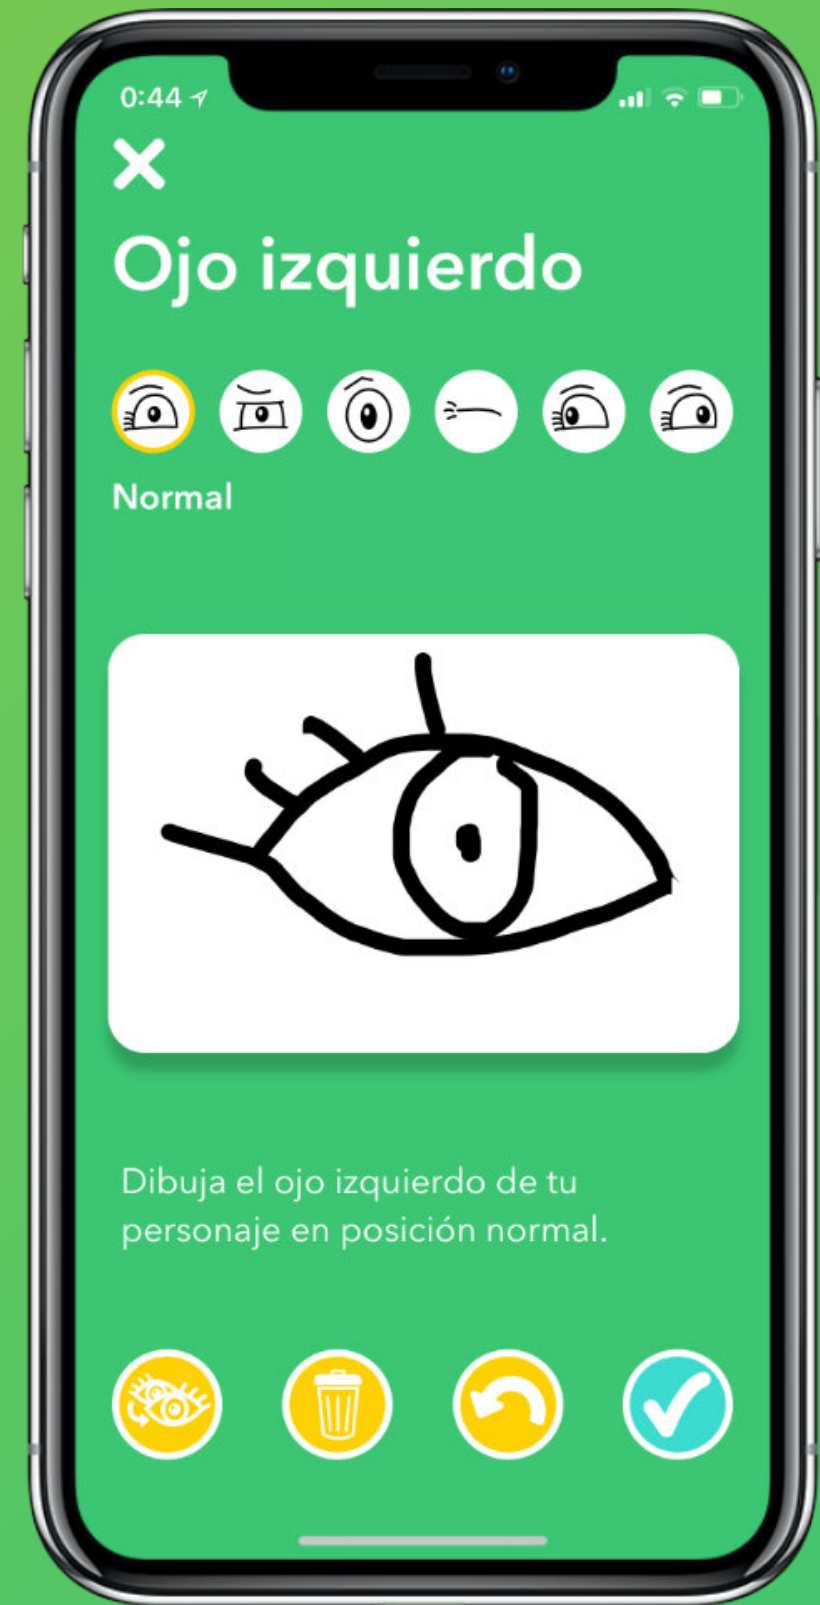 0:44
Ojo izquierdo
Normal
Dibuja el ojo izquierdo de tu
personaje en posición normal.